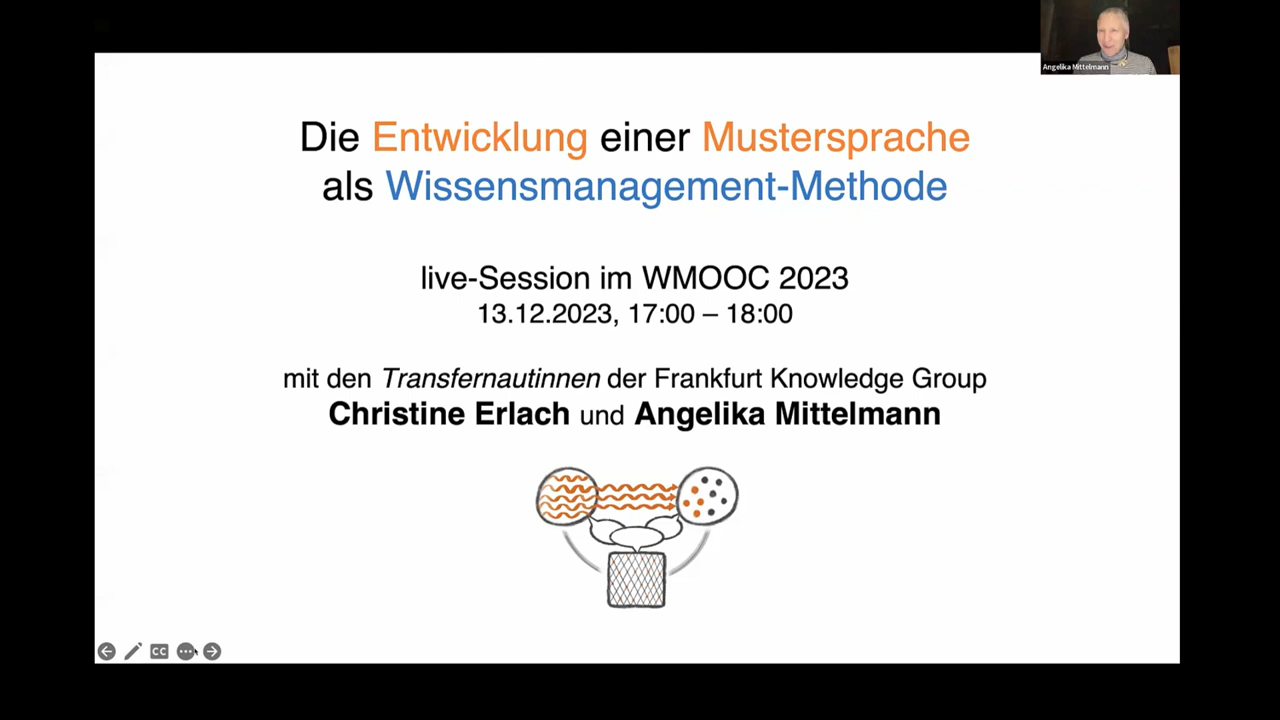 Angelika Mittelmann
Die Entwicklung einer Mustersprache
als Wissensmanagement-Methode
live-Session im WMOOC 2023
13.12.2023, 17:00 – 18:00
mit den Transfernautinnen der Frankfurt Knowledge Group
Christine Erlach und Angelika Mittelmann
CC